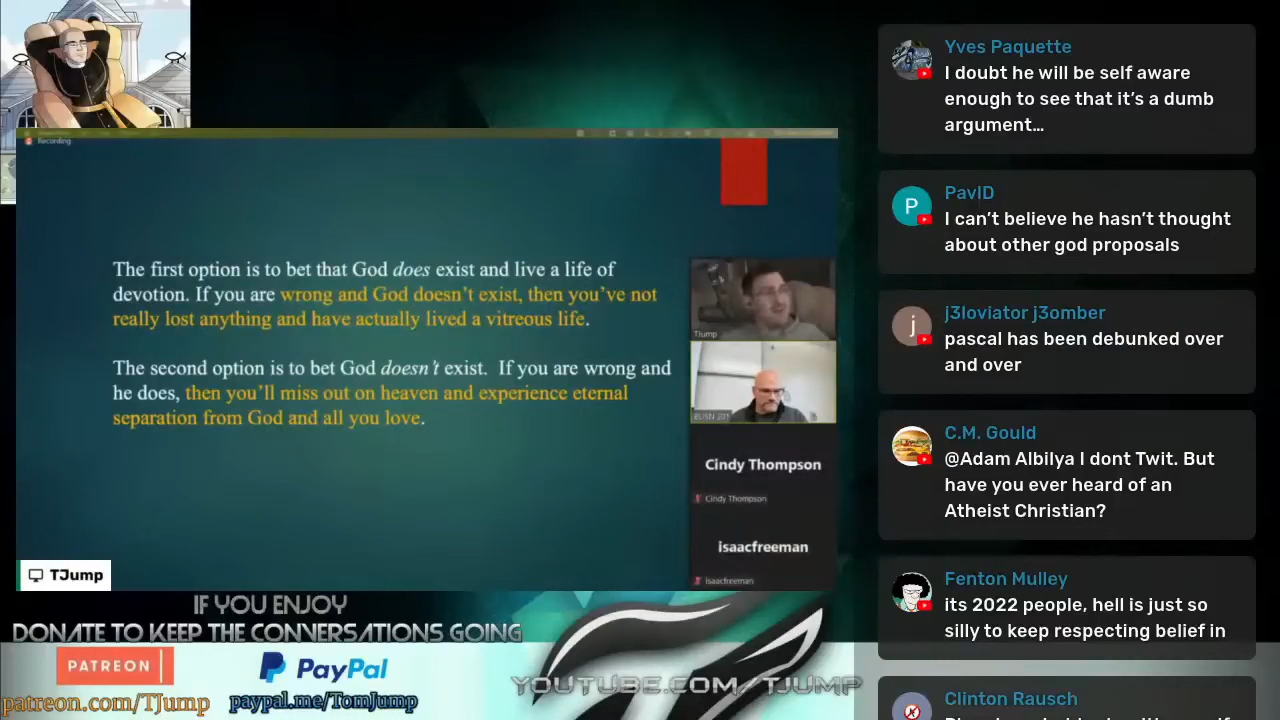 Recording
The first option is to bet that God does exist and live a life of
devotion. If you are wrong and God doesn't exist, then you've not
really lost anything and have actually lived a vitreous life.
The second option is to bet God doesn't exist.  If you are wrong and
he does, then you'll miss out on heaven and experience eternal
separation from God and all you love.
TJump
Cindy Thompson
Cindy Thompson
isaacfreeman
isaacfreeman
TJump
IF YOU ENJOY
DONATE TO KEEP THE CONVERSATIONS GOING
PATREON
PayPal
patreon.com/TJump
paypal.me/TomJump
YOUTUBE.COM/TJUMP
Yves Paquette
I doubt he will be self aware
enough to see that it's a dumb
argument…
PavID
P
I can't believe he hasn't thought
about other god proposals
j3loviator j3omber
j
pascal has been debunked over
and over
C.M. Gould
@Adam Albilya I dont Twit. But
have you ever heard of an
Atheist Christian?
Fenton Mulley
its 2022 people, hell is just so
silly to keep respecting belief in
Clinton Rausch